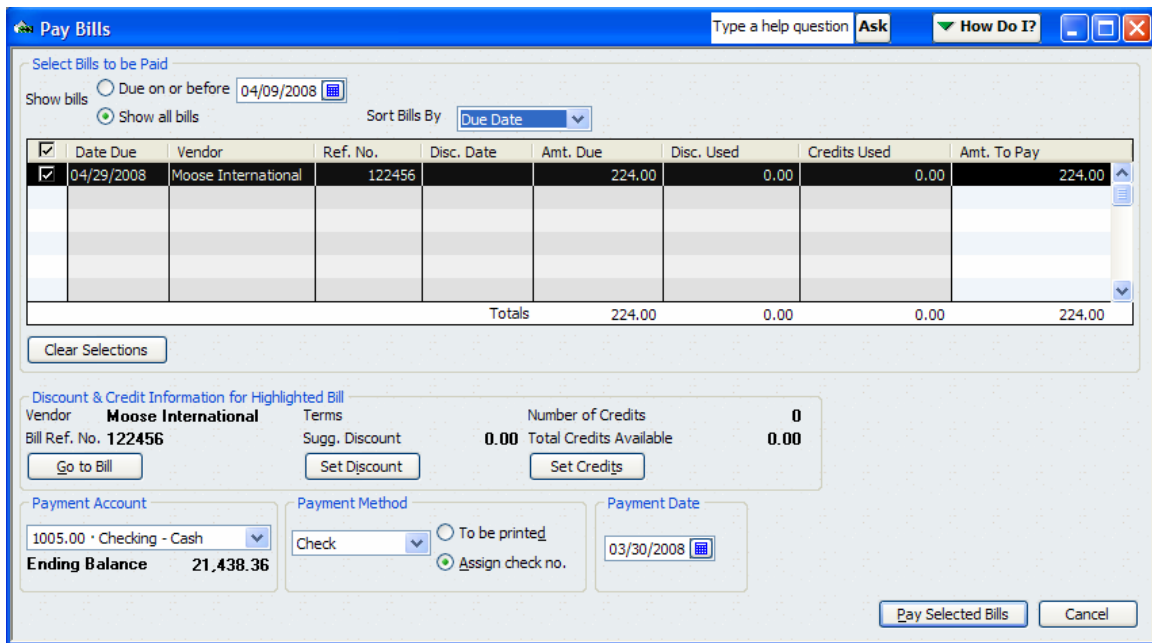 Pay Bills Type a help question Ask How Do I?
Select Bills to be Paid
Show bills Due on or before 04/09/2008
Show all bills Sort Bills By Due Date
Date Due Vendor Ref. No. Disc. Date Amt. Due Disc. Used Credits Used Amt. To Pay
04/29/2008 Moose International 122456 224.00 0.00 0.00 224.00
Totals 224.00 0.00 0.00 224.00
Clear Selections
Discount & Credit Information for Highlighted Bill
Vendor Moose International Terms Number of Credits 0
Bill Ref. No. 122456 Sugg. Discount 0.00 Total Credits Available 0.00
Go to Bill Set Discount Set Credits
Payment Account Payment Method Payment Date
1005.00 · Checking - Cash Check To be printed 03/30/2008
Ending Balance 21,438.36 Assign check no.
Pay Selected Bills Cancel